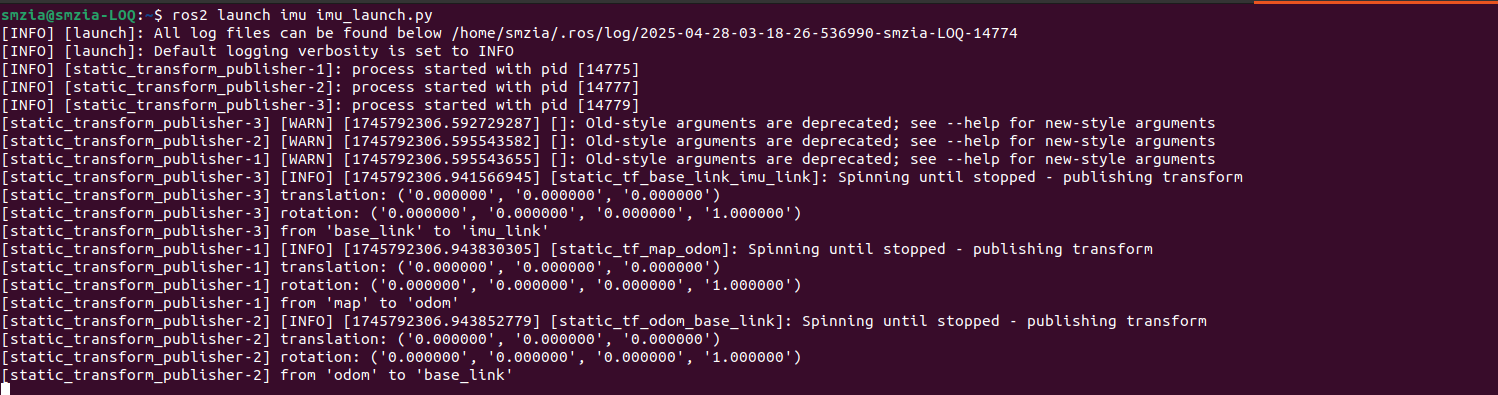 smzia@smzia-LOQ:~$ ros2 launch imu imu_launch.py
[INFO] [launch]: All log files can be found below /home/smzia/.ros/log/2025-04-28-03-18-26-536990-smzia-LOQ-14774
[INFO] [launch]: Default logging verbosity is set to INFO
[INFO] [static_transform_publisher-1]: process started with pid [14775]
[INFO] [static_transform_publisher-2]: process started with pid [14777]
[INFO] [static_transform_publisher-3]: process started with pid [14779]
[static_transform_publisher-3] [WARN] [1745792306.592729287] []: Old-style arguments are deprecated; see --help for new-style arguments
[static_transform_publisher-2] [WARN] [1745792306.595543582] []: Old-style arguments are deprecated; see --help for new-style arguments
[static_transform_publisher-1] [WARN] [1745792306.595543655] []: Old-style arguments are deprecated; see --help for new-style arguments
[static_transform_publisher-3] [INFO] [1745792306.941566945] [static_tf_base_link_imu_link]: Spinning until stopped - publishing transform
[static_transform_publisher-3] translation: ('0.000000', '0.000000', '0.000000')
[static_transform_publisher-3] rotation: ('0.000000', '0.000000', '0.000000', '1.000000')
[static_transform_publisher-3] from 'base_link' to 'imu_link'
[static_transform_publisher-1] [INFO] [1745792306.943830305] [static_tf_map_odom]: Spinning until stopped - publishing transform
[static_transform_publisher-1] translation: ('0.000000', '0.000000', '0.000000')
[static_transform_publisher-1] rotation: ('0.000000', '0.000000', '0.000000', '1.000000')
[static_transform_publisher-1] from 'map' to 'odom'
[static_transform_publisher-2] [INFO] [1745792306.943852779] [static_tf_odom_base_link]: Spinning until stopped - publishing transform
[static_transform_publisher-2] translation: ('0.000000', '0.000000', '0.000000')
[static_transform_publisher-2] rotation: ('0.000000', '0.000000', '0.000000', '1.000000')
[static_transform_publisher-2] from 'odom' to 'base_link'